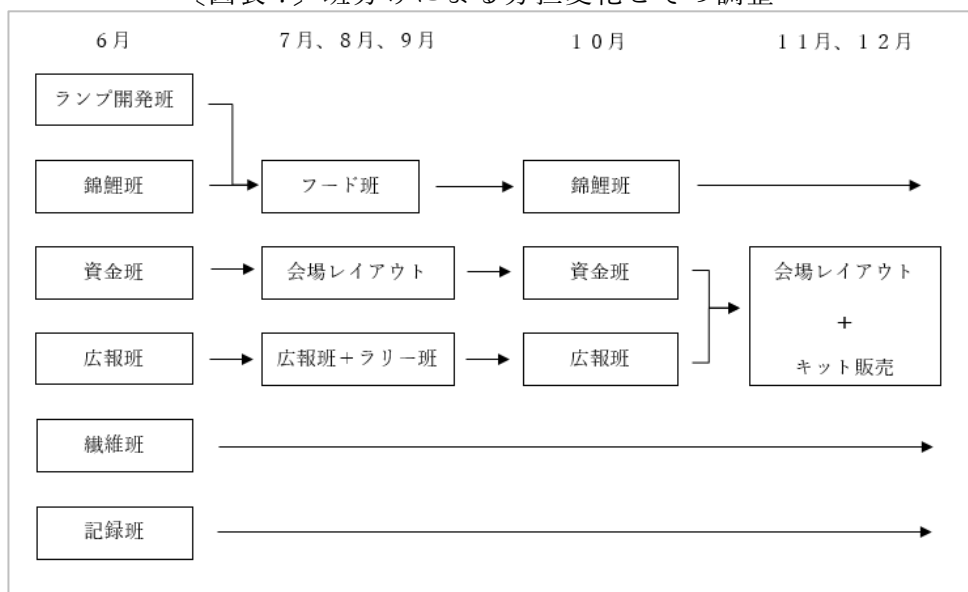 6月 7月、8月、9月 10月 11月、12月
ランプ開発班
錦鯉班 フード班 錦鯉班
資金班 会場レイアウト 資金班 会場レイアウト
+
広報班 広報班+ラリー班 広報班 キット販売
繊維班
記録班